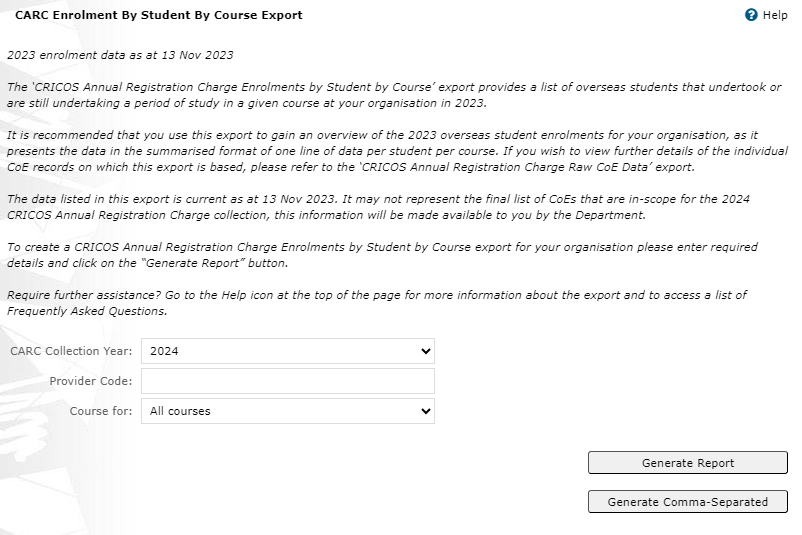 CARC Enrolment By Student By Course Export
Help
2023 enrolment data as at 13 Nov 2023
The ‘CRICOS Annual Registration Charge Enrolments by Student by Course’ export provides a list of overseas students that undertook or
are still undertaking a period of study in a given course at your organisation in 2023.
It is recommended that you use this export to gain an overview of the 2023 overseas student enrolments for your organisation, as it
presents the data in the summarised format of one line of data per student per course. If you wish to view further details of the individual
CoE records on which this export is based, please refer to the ‘CRICOS Annual Registration Charge Raw CoE Data’ export.
The data listed in this export is current as at 13 Nov 2023. It may not represent the final list of CoEs that are in-scope for the 2024
CRICOS Annual Registration Charge collection, this information will be made available to you by the Department.
To create a CRICOS Annual Registration Charge Enrolments by Student by Course export for your organisation please enter required
details and click on the “Generate Report” button.
Require further assistance? Go to the Help icon at the top of the page for more information about the export and to access a list of
Frequently Asked Questions.
CARC Collection Year: 2024
Provider Code:
Course for: All courses
Generate Report
Generate Comma-Separated